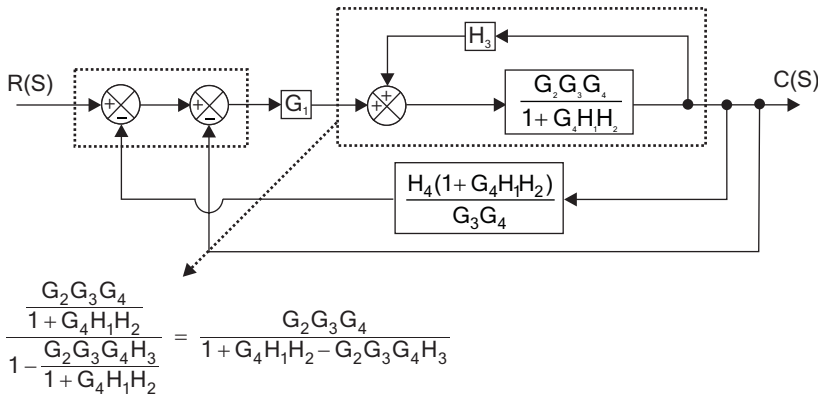 H₃
R(S)
C(S)
+ − + − G₁ + +
G₂G₃G₄
1 + G₄H₁H₂
H₄(1 + G₄H₁H₂)
G₃G₄
G₂G₃G₄
1 + G₄H₁H₂
1 − G₂G₃G₄H₃
1 + G₄H₁H₂
= G₂G₃G₄
1 + G₄H₁H₂ − G₂G₃G₄H₃